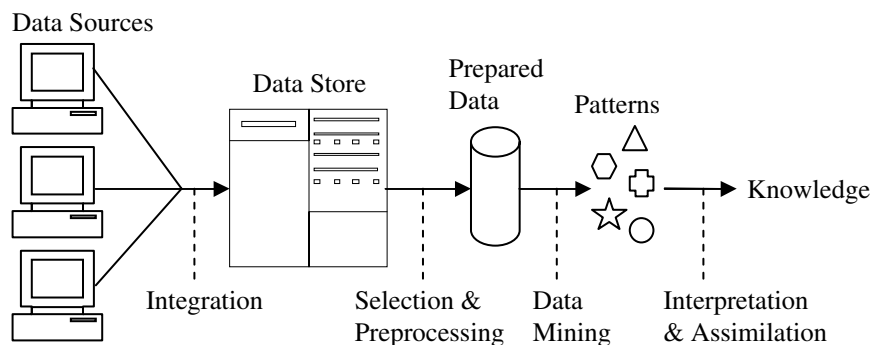 Data Sources
Data Store
Prepared
Data
Patterns
Knowledge
Integration
Selection &
Preprocessing
Data
Mining
Interpretation
& Assimilation